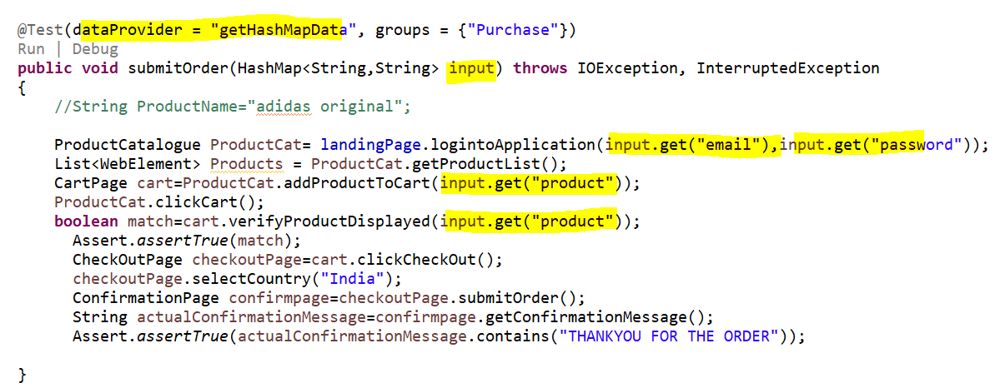 @Test(dataProvider = "getHashMapData", groups = {"Purchase"})
Run | Debug
public void submitOrder(HashMap<String,String> input) throws IOException, InterruptedException
{
//String ProductName="adidas original";
ProductCatalogue ProductCat= landingPage.logintoApplication(input.get("email"),input.get("password"));
List<WebElement> Products = ProductCat.getProductList();
CartPage cart=ProductCat.addProductToCart(input.get("product"));
ProductCat.clickCart();
boolean match=cart.verifyProductDisplayed(input.get("product"));
Assert.assertTrue(match);
CheckOutPage checkoutPage=cart.clickCheckOut();
checkoutPage.selectCountry("India");
ConfirmationPage confirmpage=checkoutPage.submitOrder();
String actualConfirmationMessage=confirmpage.getConfirmationMessage();
Assert.assertTrue(actualConfirmationMessage.contains("THANKYOU FOR THE ORDER"));
}